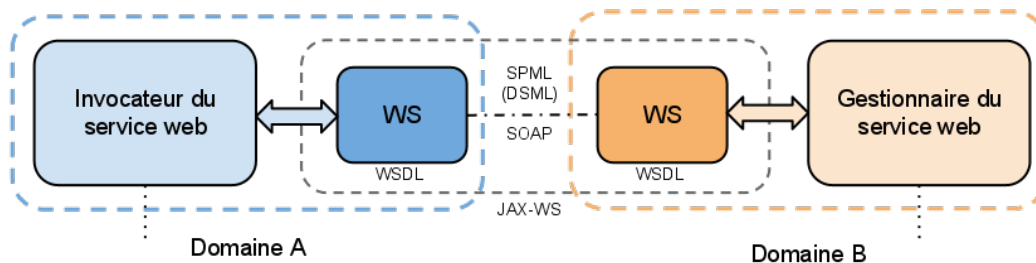 Invocateur du
service web
WS
WSDL
SPML
(DSML)
SOAP
WS
WSDL
Gestionnaire du
service web
JAX-WS
Domaine A
Domaine B